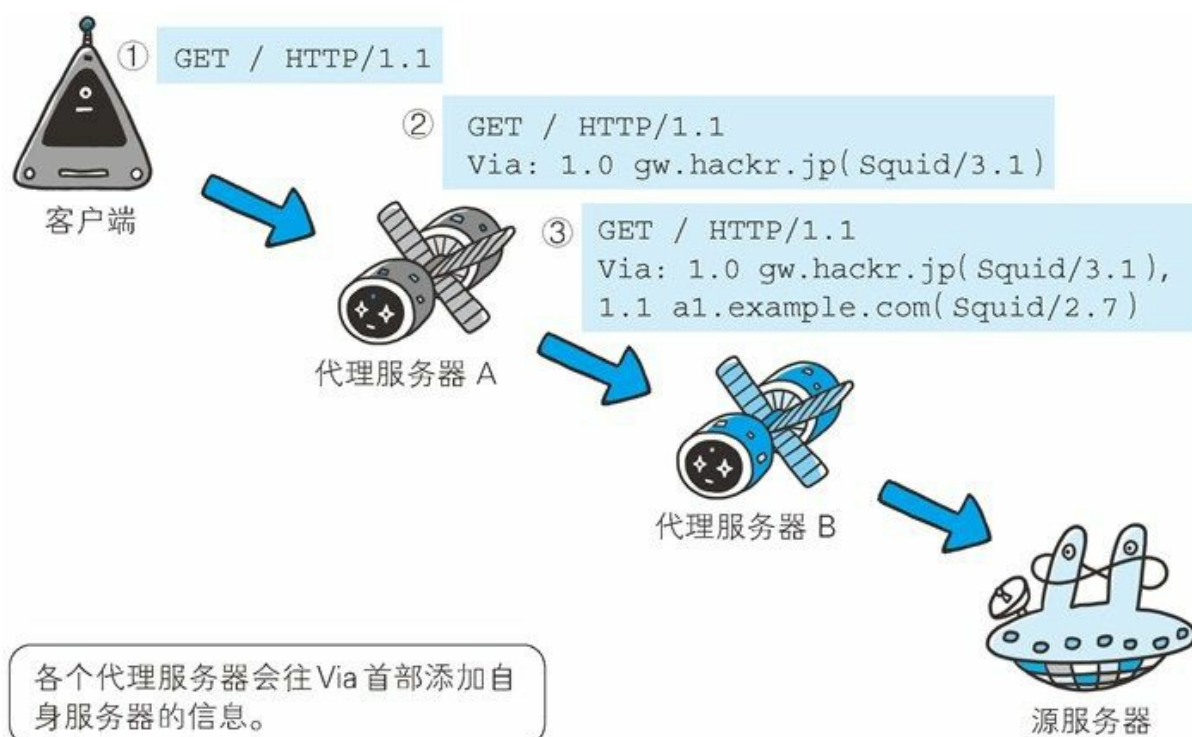 ① GET / HTTP/1.1
② GET / HTTP/1.1
Via: 1.0 gw.hackr.jp(Squid/3.1)
客户端
③ GET / HTTP/1.1
Via: 1.0 gw.hackr.jp(Squid/3.1),
1.1 a1.example.com(Squid/2.7)
代理服务器 A
代理服务器 B
各个代理服务器会往Via首部添加自
身服务器的信息。
源服务器